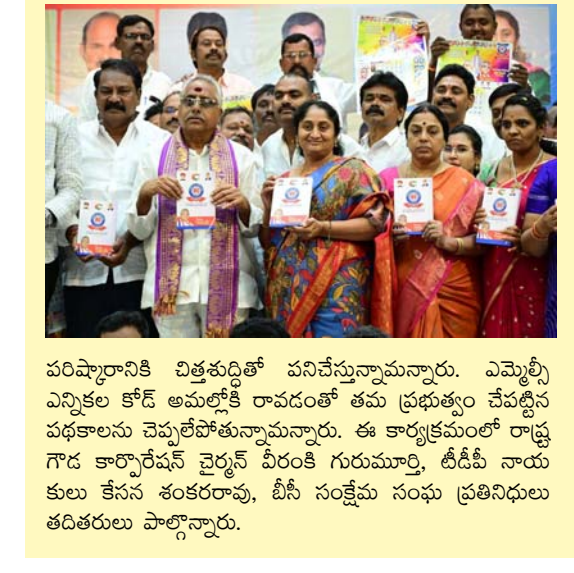 పరిష్కారానికి చిత్తశుద్ధితో పనిచేస్తున్నామన్నారు. ఎమ్మెల్సీ
ఎన్నికల కోడ్ అమల్లోకి రావడంతో తమ ప్రభుత్వం చేపట్టిన
పథకాలను చెప్పలేపోతున్నామన్నారు. ఈ కార్యక్రమంలో రాష్ట్ర
గౌడ కార్పొరేషన్ చైర్మన్ వీరంకి గురుమూర్తి, టీడీపీ నాయ
కులు కేసన శంకరరావు, బీసీ సంక్షేమ సంఘ ప్రతినిధులు
తదితరులు పాల్గొన్నారు.